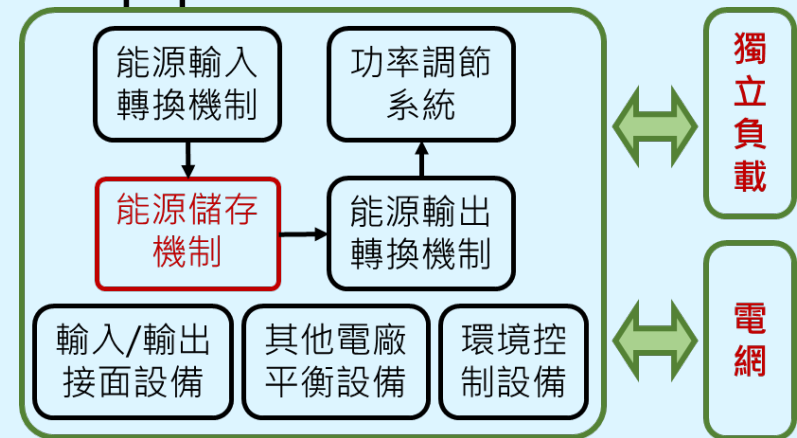 能源輸入
轉換機制
功率調節
系統
能源儲存
機制
能源輸出
轉換機制
輸入/輸出
接面設備
其他電廠
平衡設備
環境控
制設備
獨
立
負
載
電
網